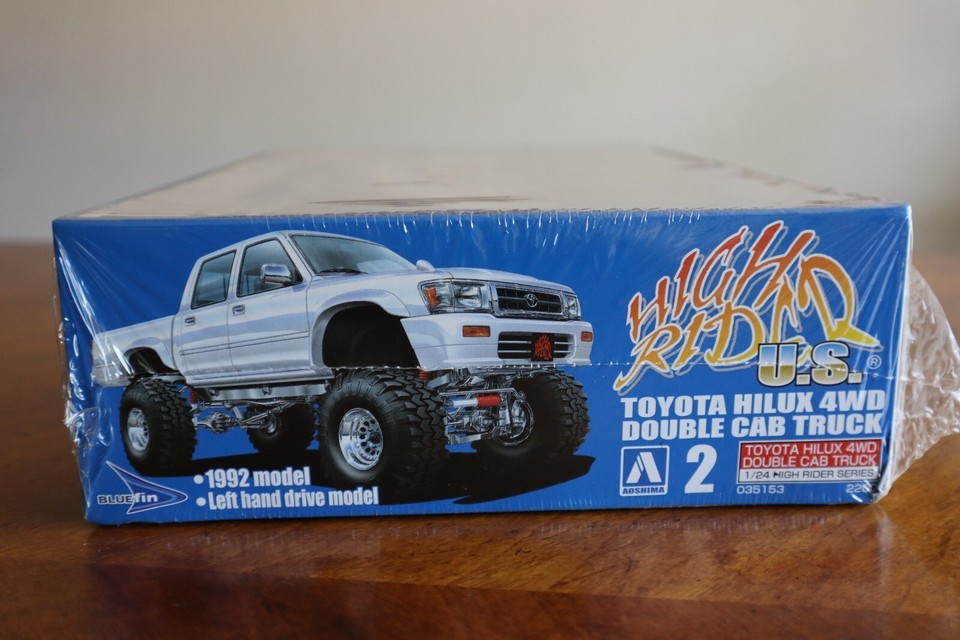 HIGH
RIDER
U.S.®
TOYOTA HILUX 4WD
DOUBLE CAB TRUCK
AOSHIMA
2
TOYOTA HILUX 4WD
DOUBLE CAB TRUCK
1/24 HIGH RIDER SERIES
035153
BLUEfin
•1992 model
•Left hand drive model